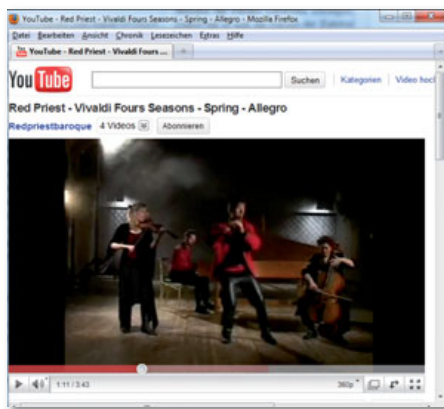 YouTube - Red Priest - Vivaldi Fours Seasons - Spring - Allegro - Mozilla Firefox
Datei Bearbeiten Ansicht Chronik Lesezeichen Extras Hilfe
YouTube - Red Priest - Vivaldi Fours ...
YouTube Suchen Kategorien Video hoch
Red Priest - Vivaldi Fours Seasons - Spring - Allegro
Redpriestbaroque 4 Videos Abonnieren
1:11 / 3:43 360p